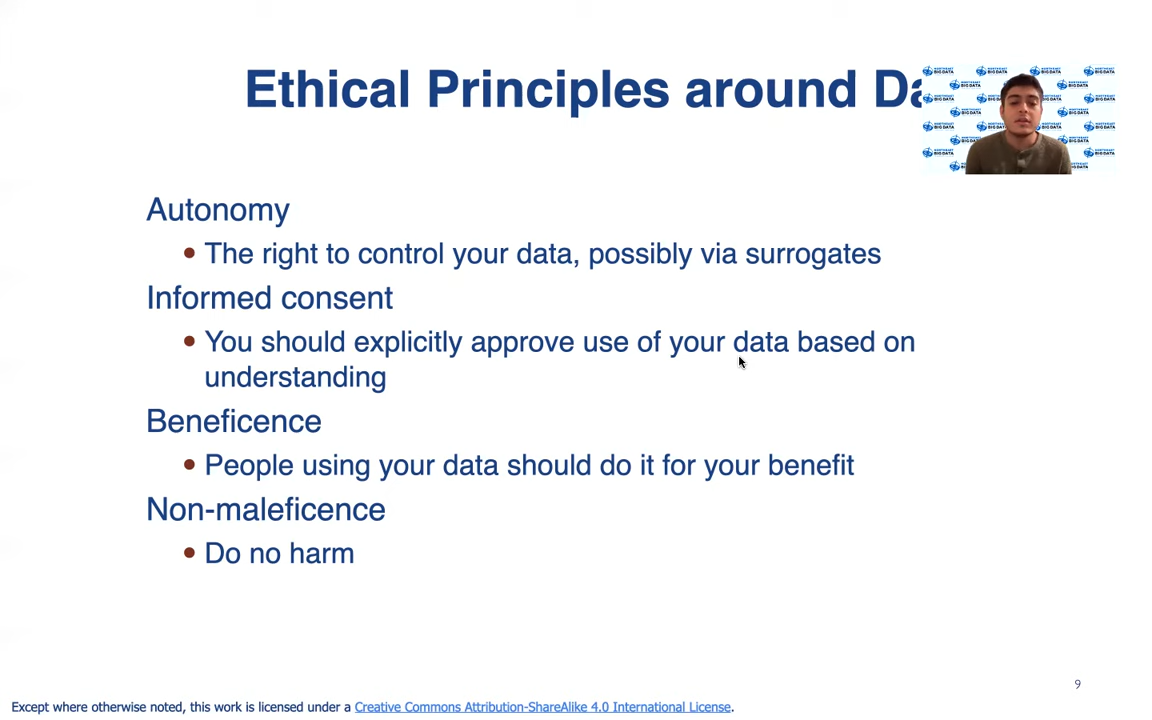 Ethical Principles around Da
Autonomy
• The right to control your data, possibly via surrogates
Informed consent
• You should explicitly approve use of your data based on
understanding
Beneficence
• People using your data should do it for your benefit
Non-maleficence
• Do no harm
9
Except where otherwise noted, this work is licensed under a Creative Commons Attribution-ShareAlike 4.0 International License.
NORTHEAST
BIG DATA